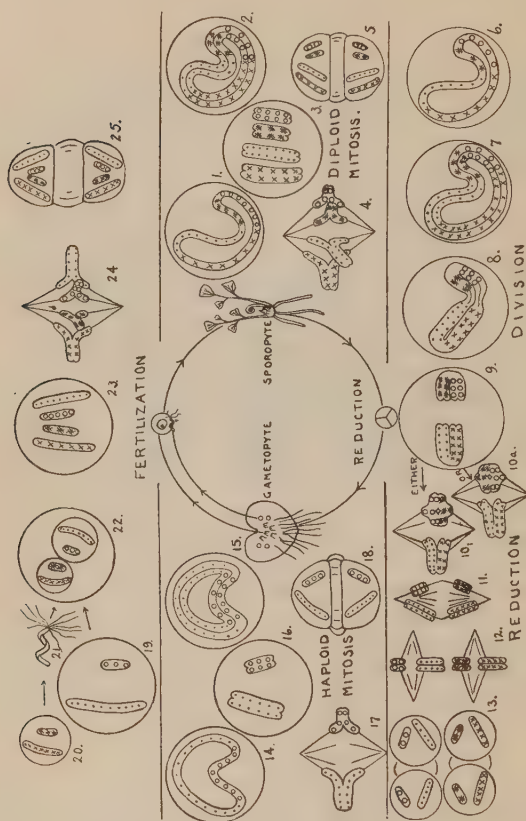 20.
21.
19.
22.
23.
24
25.
FERTILIZATION
14.
15.
16.
17
18.
HAPLOID
MITOSIS
GAMETOPYTE
SPOROPYTE
REDUCTION
1.
2.
3.
4.
5.
DIPLOID
MITOSIS.
13.
12.
11.
10,
10a.
EITHER
OR
9.
8.
7
6.
REDUCTION DIVISION